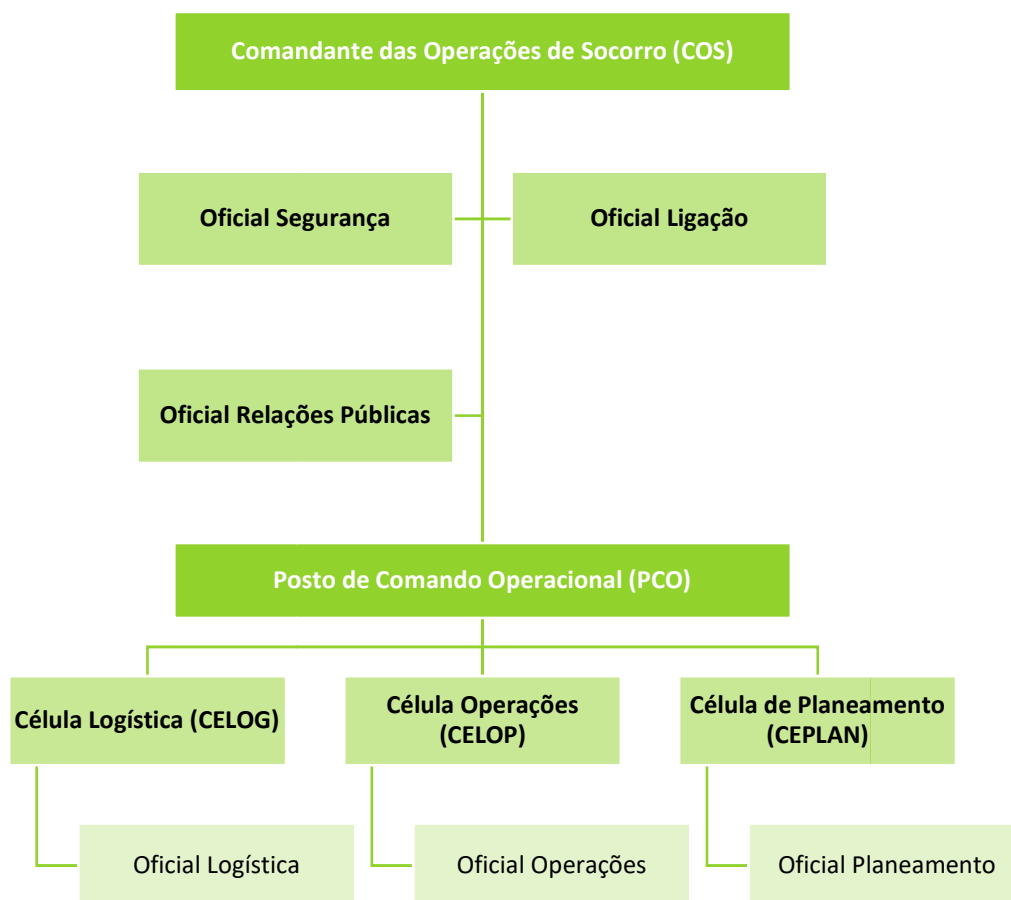 Comandante das Operações de Socorro (COS)
Oficial Segurança
Oficial Ligação
Oficial Relações Públicas
Posto de Comando Operacional (PCO)
Célula Logística (CELOG)
Célula Operações
(CELOP)
Célula de Planeamento
(CEPLAN)
Oficial Logística
Oficial Operações
Oficial Planeamento